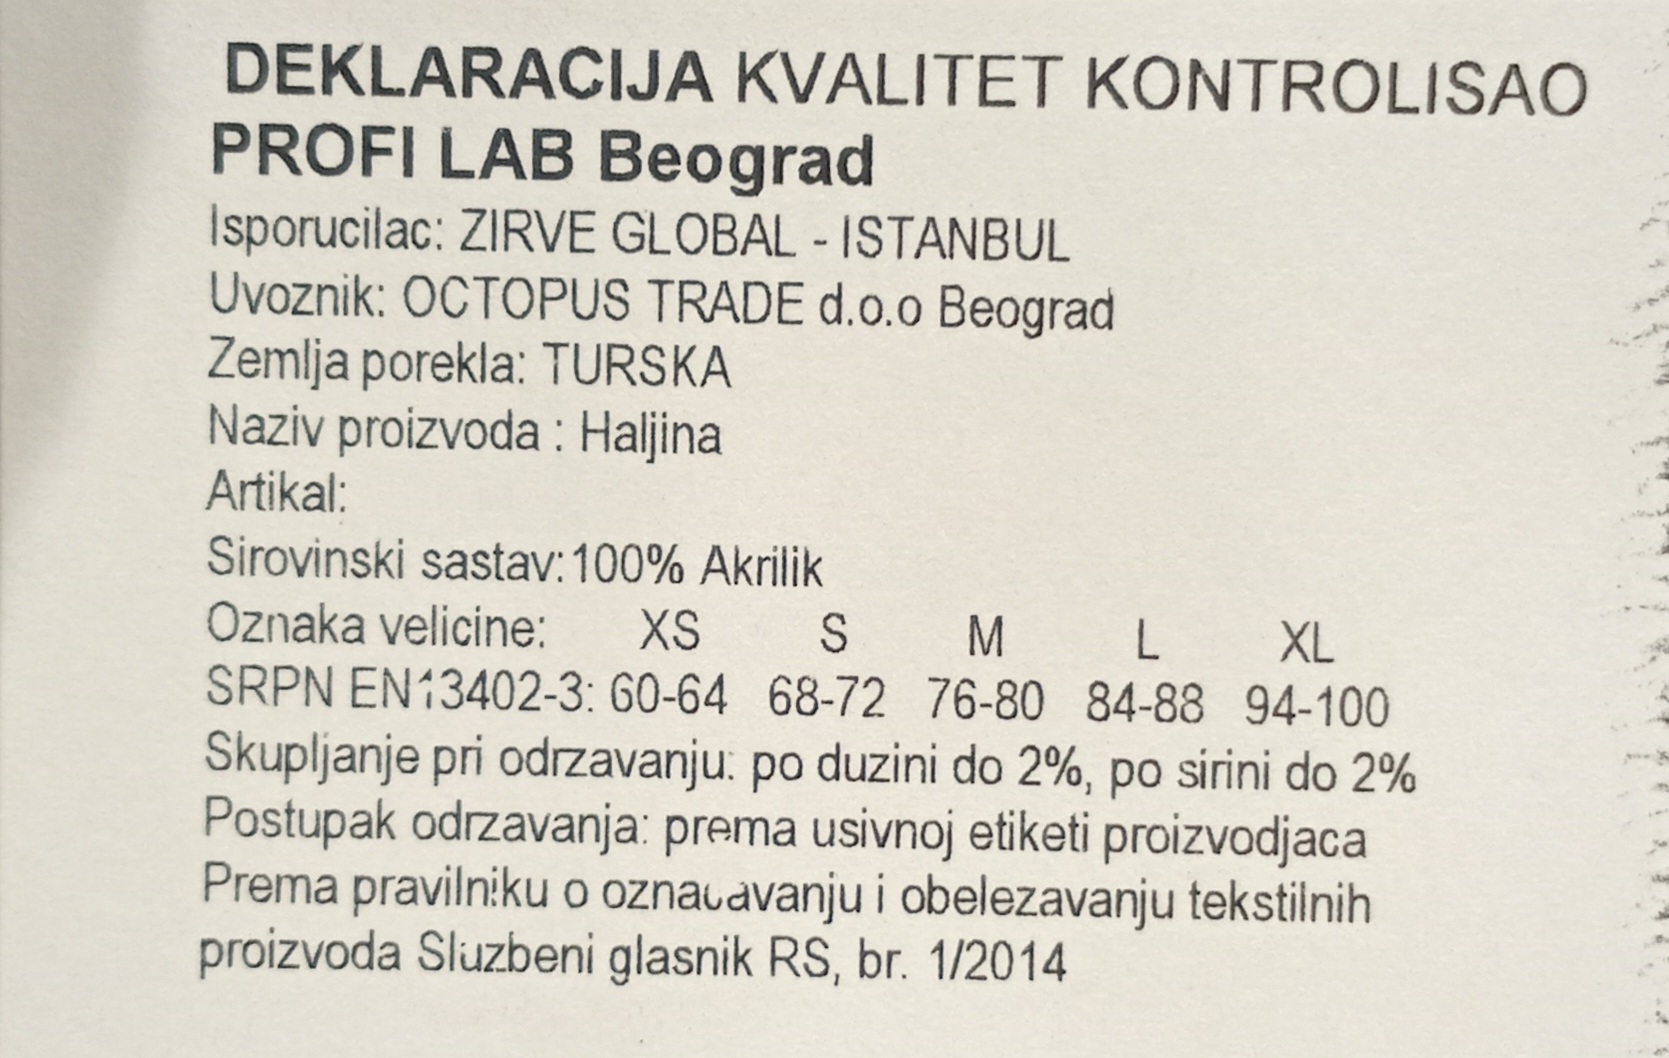 DEKLARACIJA KVALITET KONTROLISAO
PROFI LAB Beograd
Isporucilac: ZIRVE GLOBAL - ISTANBUL
Uvoznik: OCTOPUS TRADE d.o.o Beograd
Zemlja porekla: TURSKA
Naziv proizvoda : Haljina
Artikal:
Sirovinski sastav: 100% Akrilik
Oznaka velicine: XS S M L XL
SRPN EN13402-3: 60-64 68-72 76-80 84-88 94-100
Skupljanje pri odrzavanju: po duzini do 2%, po sirini do 2%
Postupak odrzavanja: prema usivnoj etiketi proizvodjaca
Prema pravilniku o oznacavanju i obelezavanju tekstilnih
proizvoda Sluzbeni glasnik RS, br. 1/2014